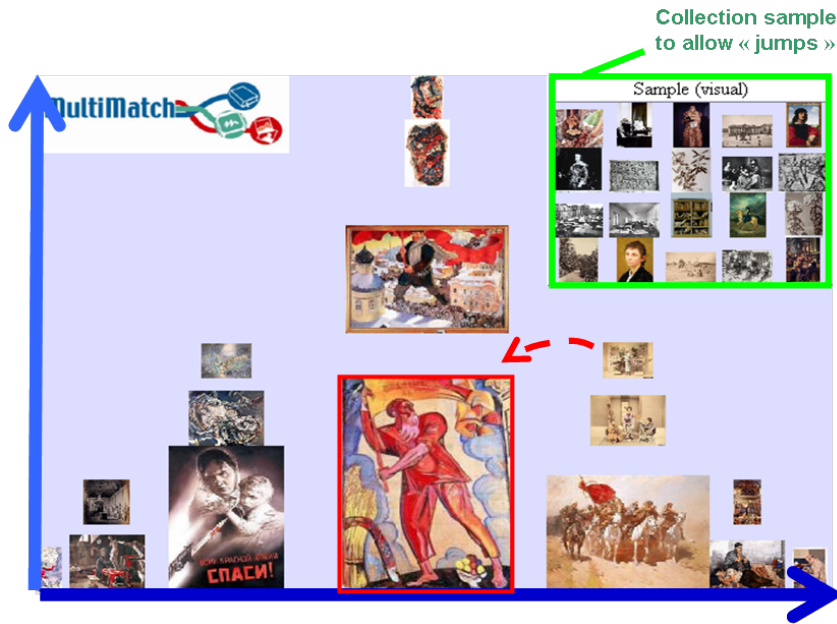 Collection sample
to allow « jumps »
MultiMatch
Sample (visual)
СПАСИ!